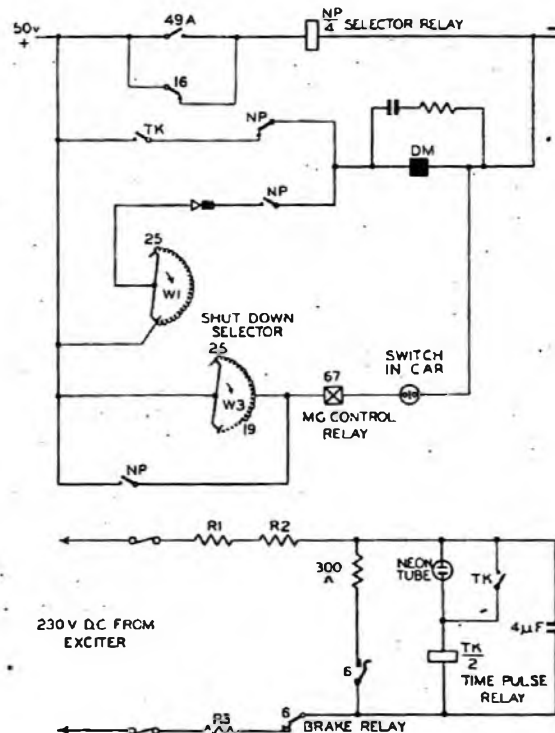 49A
50v
+
NP
4
SELECTOR RELAY
−
16
TK
NP
DM
NP
25
W1
SHUT DOWN
SELECTOR
25
W3
19
67
MG CONTROL
RELAY
SWITCH
IN CAR
NP
R1
R2
300
NEON
TUBE
TK
4μF
230 V D.C FROM
EXCITER
6
TK
2
TIME PULSE
RELAY
R3
6
BRAKE RELAY